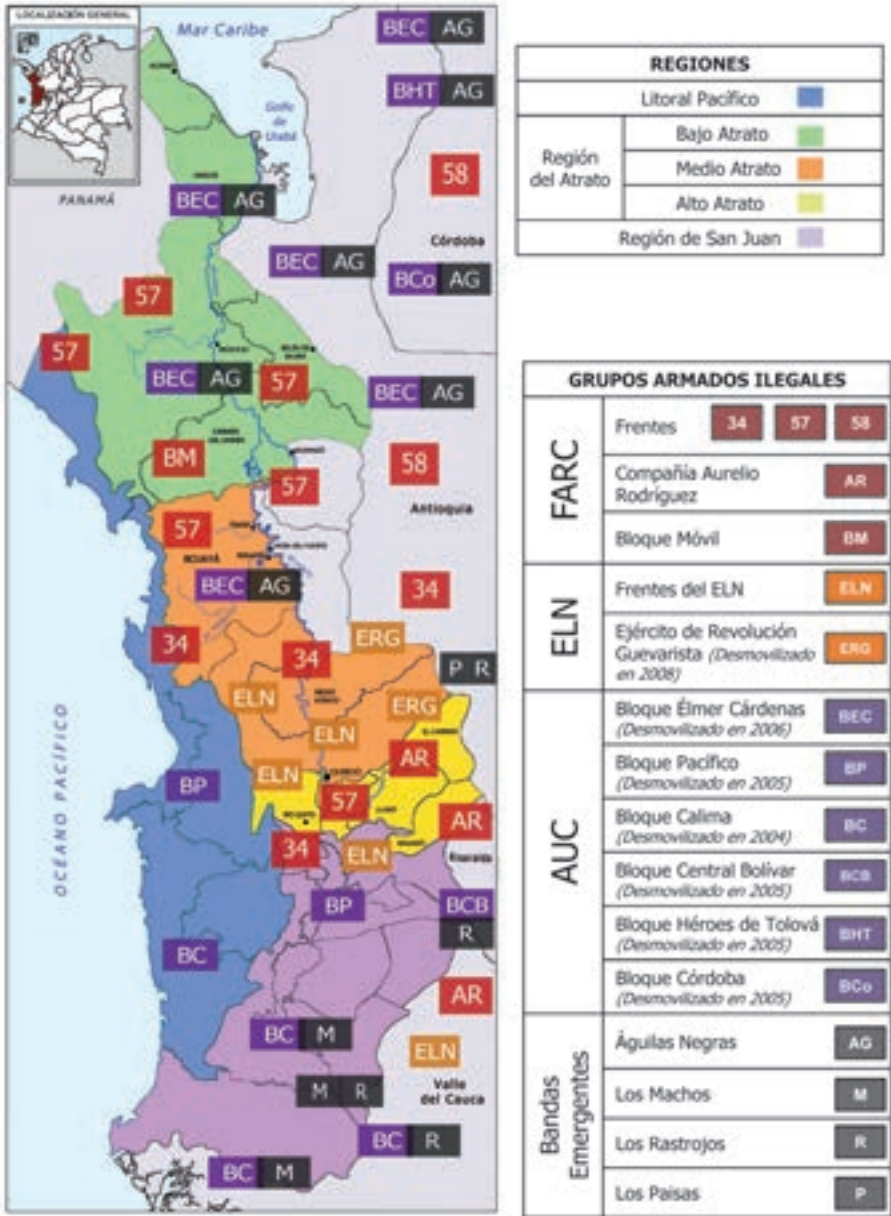 LOCALIZACIÓN GENERAL
Mar Caribe
BEC AG
BHT AG
Golfo
de
Urabá
PANAMÁ
58
BEC AG
Córdoba
BEC AG
BCo AG
57
57
BEC AG
57
BEC AG
BM
58
57
Antioquia
57
BEC AG
34
34
ERG
34
P R
ELN
ERG
ELN
OCÉANO PACÍFICO
BP
ELN
AR
57
AR
34
ELN
Risaralda
BP
BCB
R
BC
AR
BC M
ELN
M R
Valle
del Cauca
BC R
BC M
REGIONES
Litoral Pacífico
Región
del Atrato
Bajo Atrato
Medio Atrato
Alto Atrato
Región de San Juan
GRUPOS ARMADOS ILEGALES
FARC
Frentes 34 57 58
Compañía Aurelio
Rodríguez AR
Bloque Móvil BM
ELN
Frentes del ELN ELN
Ejército de Revolución
Guevarista (Desmovilizado
en 2008) ERG
AUC
Bloque Élmer Cárdenas
(Desmovilizado en 2006) BEC
Bloque Pacífico
(Desmovilizado en 2005) BP
Bloque Calima
(Desmovilizado en 2004) BC
Bloque Central Bolívar
(Desmovilizado en 2005) BCB
Bloque Héroes de Tolová
(Desmovilizado en 2005) BHT
Bloque Córdoba
(Desmovilizado en 2005) BCo
Bandas
Emergentes
Águilas Negras AG
Los Machos M
Los Rastrojos R
Los Paisas P